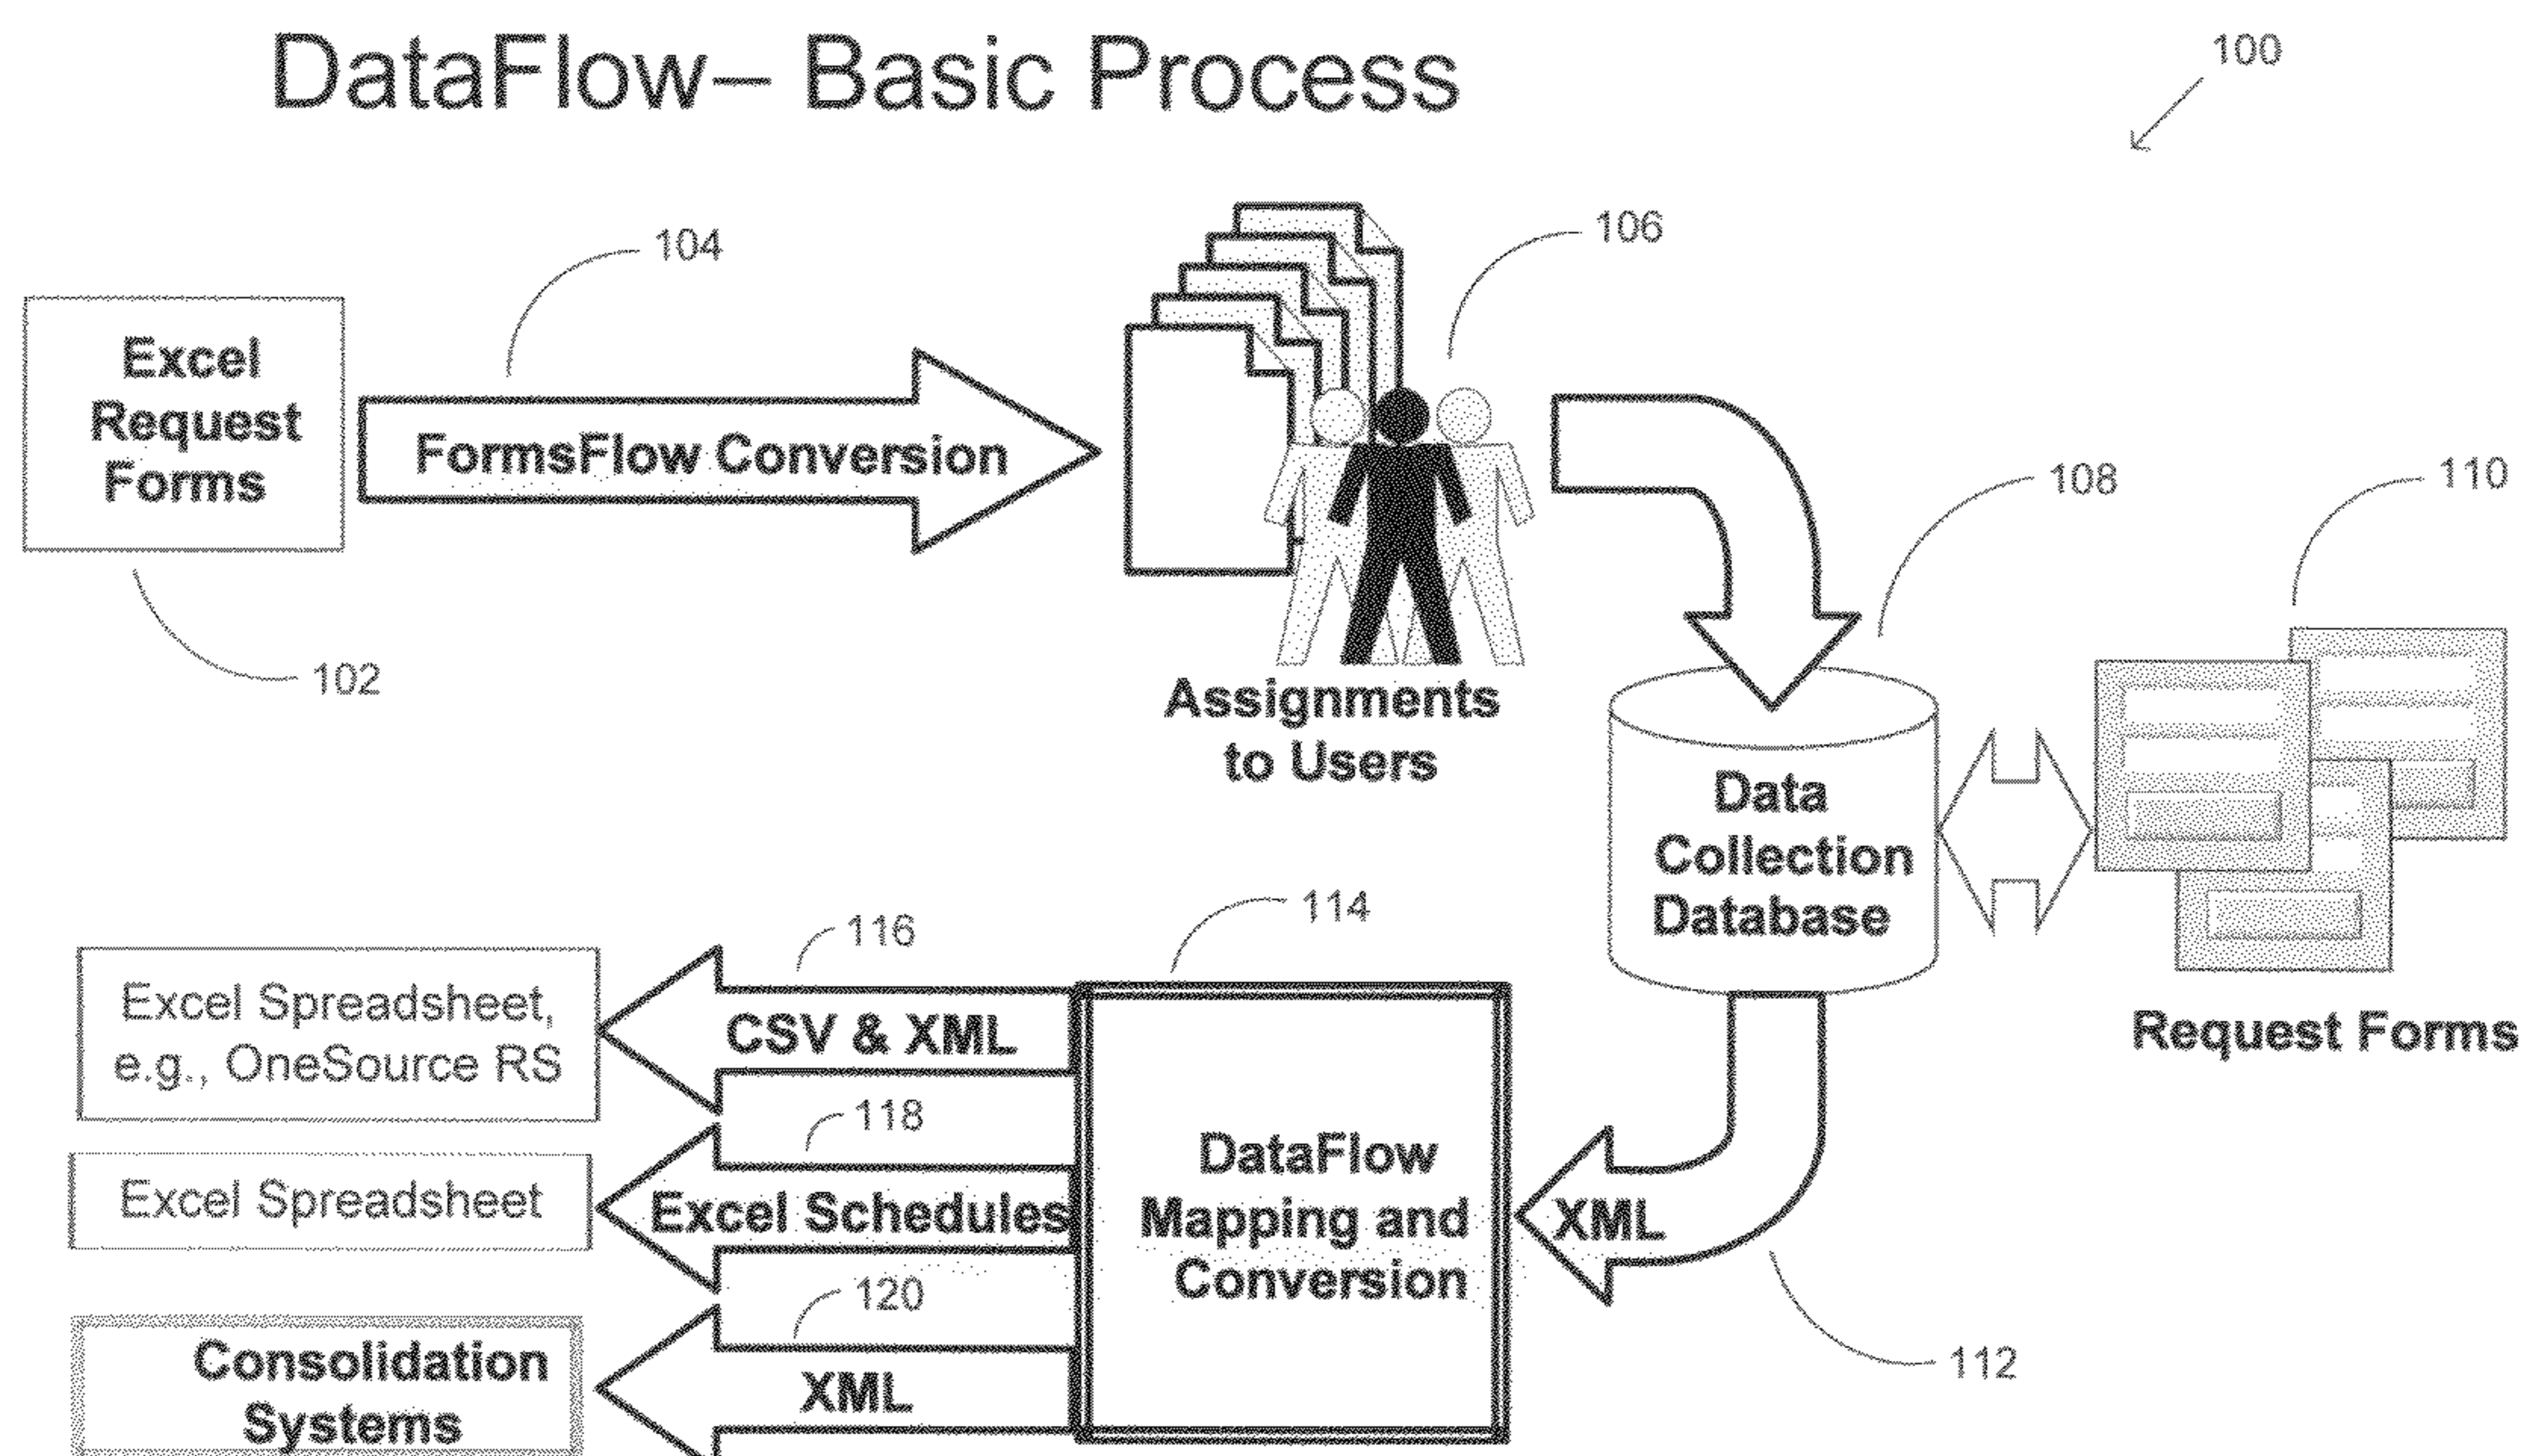 DataFlow– Basic Process
100
104
106
Excel
Request
Forms
FormsFlow Conversion
102
108
110
Assignments
to Users
Data
Collection
Database
Request Forms
116
114
Excel Spreadsheet,
e.g., OneSource RS
CSV & XML
118
Excel Spreadsheet
Excel Schedules
DataFlow
Mapping and
Conversion
XML
120
112
Consolidation
Systems
XML